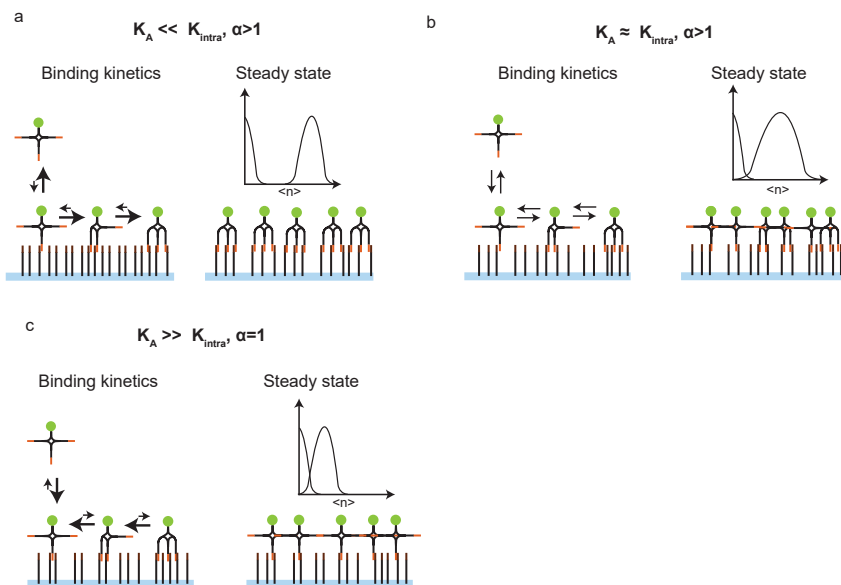 a
K_A << K_intra, α>1
Binding kinetics Steady state
<n>
b
K_A ≈ K_intra, α>1
Binding kinetics Steady state
<n>
c
K_A >> K_intra, α=1
Binding kinetics Steady state
<n>